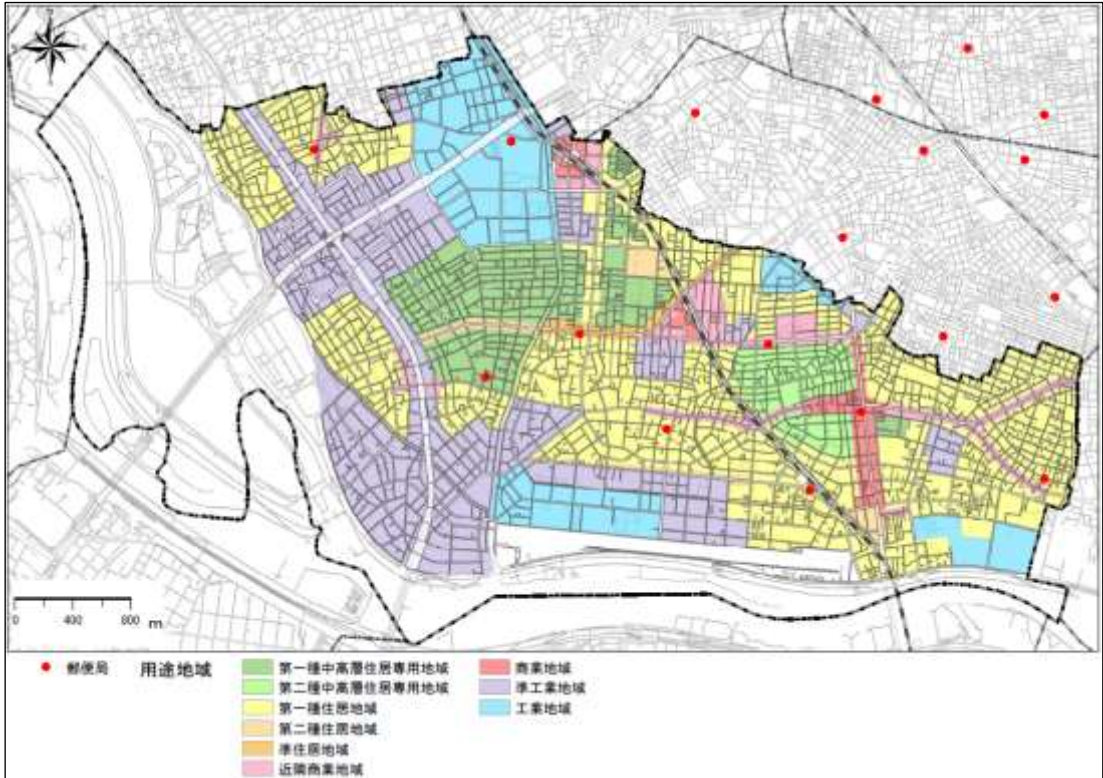 0 400 800 m
郵便局
用途地域
第一種中高層住居専用地域
第二種中高層住居専用地域
第一種住居地域
第二種住居地域
準住居地域
近隣商業地域
商業地域
準工業地域
工業地域